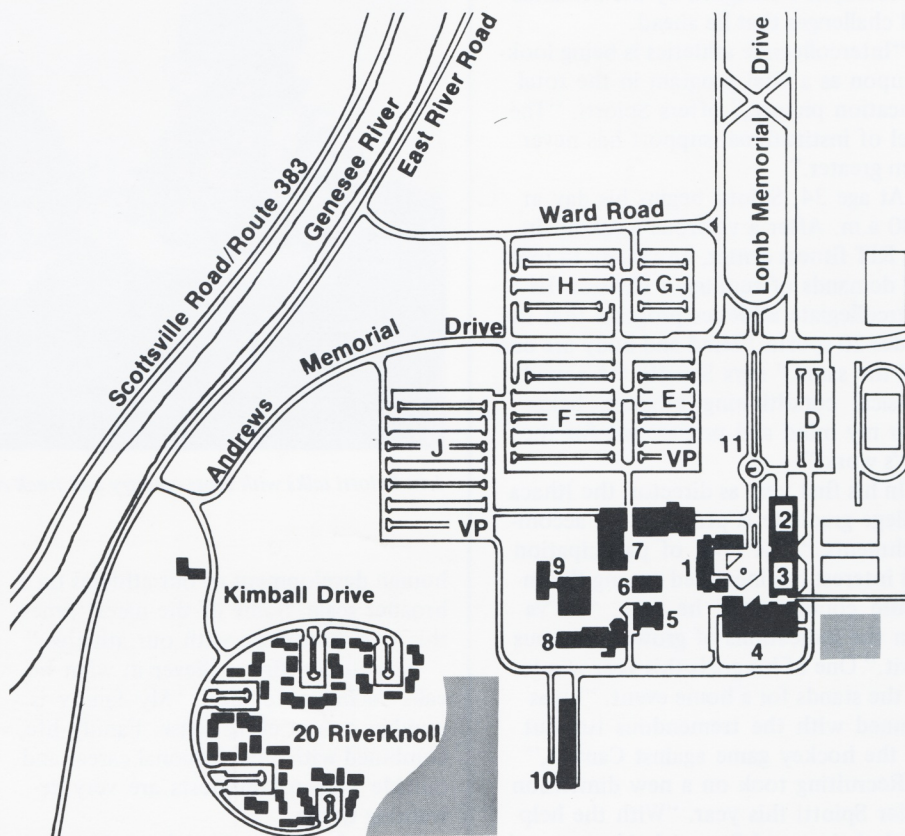 Drive
Lomb Memorial
Scottsville Road/Route 383
Genesee River
East River Road
Ward Road
H
G
Andrews Memorial Drive
J
F
E
D
VP
11
VP
2
7
1
3
9
6
5
8
4
10
Kimball Drive
20 Riverknoll